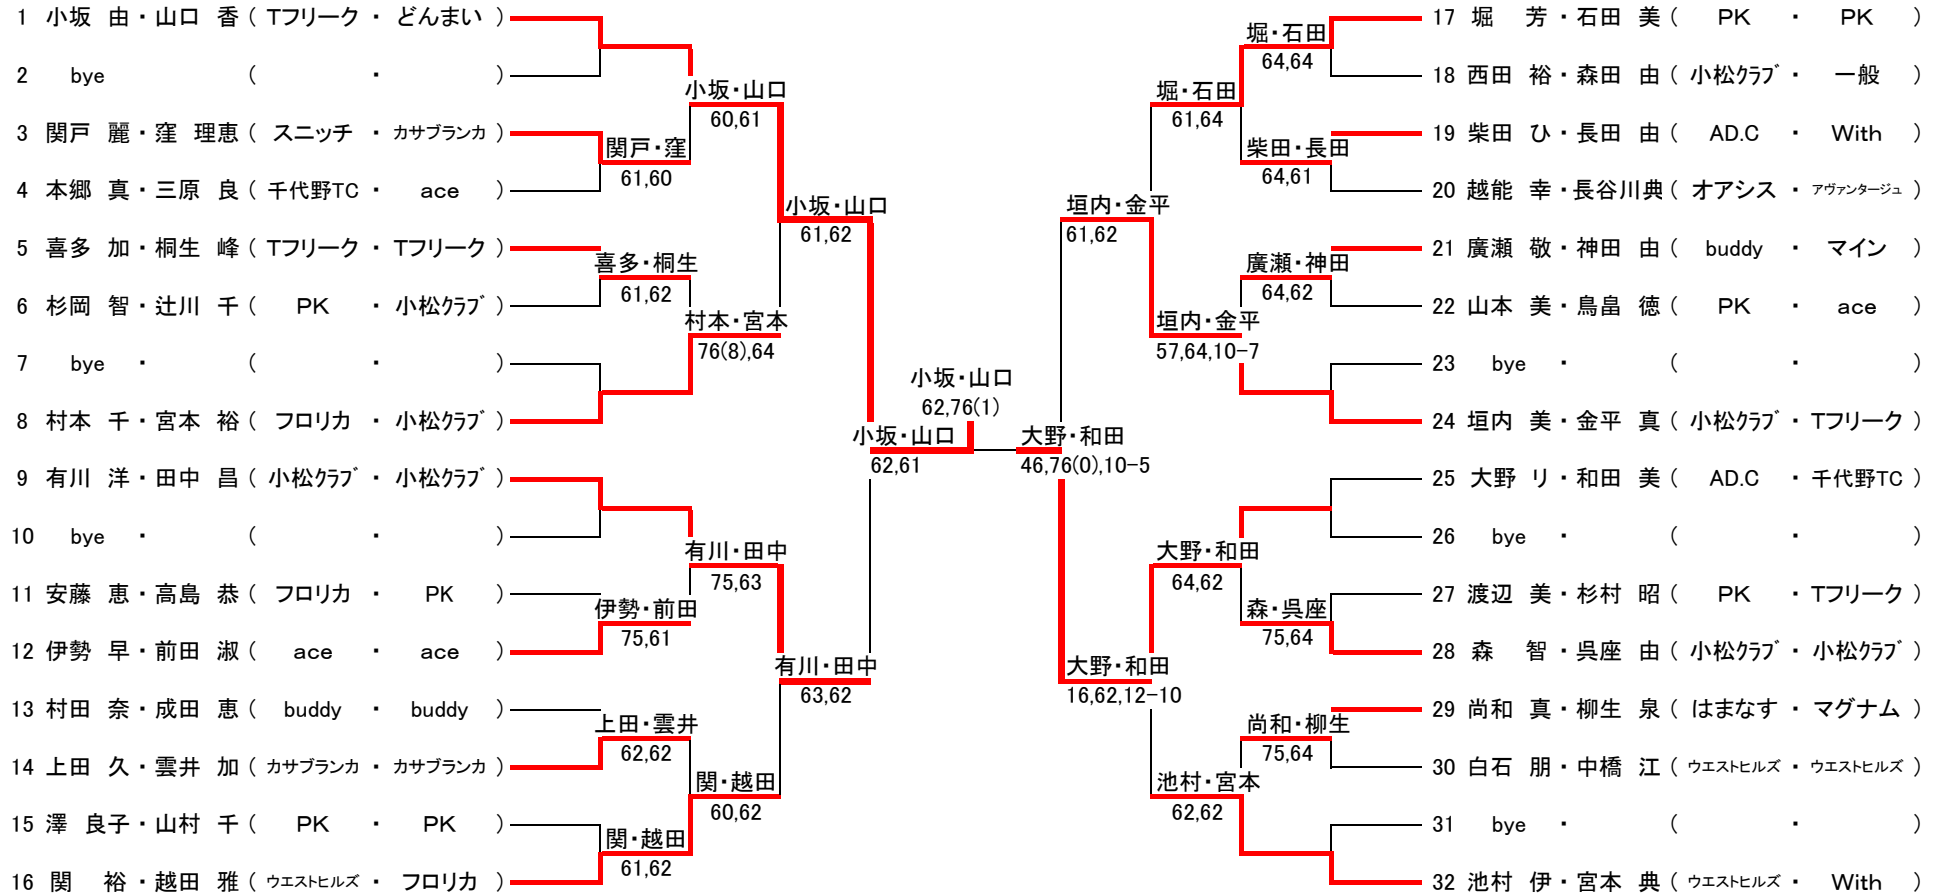 1 小坂 由・山口 香 ( Tフリーク ・ どんまい )
2 bye ( ・ )
小坂・山口
60,61
3 関戸 麗・窪 理恵 ( スニッチ ・ カサブランカ )
関戸・窪
61,60
4 本郷 真・三原 良 ( 千代野TC ・ ace )
小坂・山口
61,62
5 喜多 加・桐生 峰 ( Tフリーク ・ Tフリーク )
喜多・桐生
61,62
6 杉岡 智・辻川 千 ( PK ・ 小松クラブ )
村本・宮本
76(8),64
7 bye ・ ( ・ )
8 村本 千・宮本 裕 ( フロリカ ・ 小松クラブ )
小坂・山口
62,61
9 有川 洋・田中 昌 ( 小松クラブ ・ 小松クラブ )
10 bye ・ ( ・ )
有川・田中
75,63
11 安藤 恵・高島 恭 ( フロリカ ・ PK )
伊勢・前田
75,61
12 伊勢 早・前田 淑 ( ace ・ ace )
有川・田中
63,62
13 村田 奈・成田 恵 ( buddy ・ buddy )
上田・雲井
62,62
14 上田 久・雲井 加 ( カサブランカ ・ カサブランカ )
関・越田
60,62
15 澤 良子・山村 千 ( PK ・ PK )
関・越田
61,62
16 関 裕・越田 雅 ( ウエストヒルズ ・ フロリカ )
小坂・山口
62,76(1)
17 堀 芳・石田 美 ( PK ・ PK )
堀・石田
64,64
18 西田 裕・森田 由 ( 小松クラブ ・ 一般 )
堀・石田
61,64
19 柴田 ひ・長田 由 ( AD.C ・ With )
柴田・長田
64,61
20 越能 幸・長谷川典 ( オアシス ・ アヴァンタージュ )
垣内・金平
61,62
21 廣瀬 敬・神田 由 ( buddy ・ マイン )
廣瀬・神田
64,62
22 山本 美・鳥畠 徳 ( PK ・ ace )
垣内・金平
57,64,10-7
23 bye ・ ( ・ )
24 垣内 美・金平 真 ( 小松クラブ ・ Tフリーク )
大野・和田
46,76(0),10-5
25 大野 リ・和田 美 ( AD.C ・ 千代野TC )
26 bye ・ ( ・ )
大野・和田
64,62
27 渡辺 美・杉村 昭 ( PK ・ Tフリーク )
森・呉座
75,64
28 森 智・呉座 由 ( 小松クラブ ・ 小松クラブ )
大野・和田
16,62,12-10
29 尚和 真・柳生 泉 ( はまなす ・ マグナム )
尚和・柳生
75,64
30 白石 朋・中橋 江 ( ウエストヒルズ ・ ウエストヒルズ )
池村・宮本
62,62
31 bye ・ ( ・ )
32 池村 伊・宮本 典 ( ウエストヒルズ ・ With )